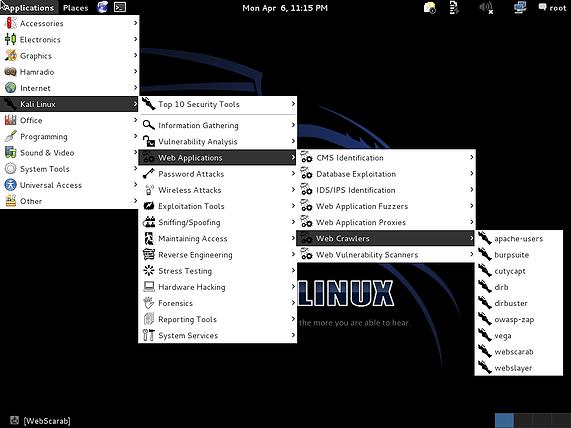 Applications Places Mon Apr 6, 11:15 PM root
Accessories
Electronics
Graphics
Hamradio
Internet
Kali Linux
Office
Programming
Sound & Video
System Tools
Universal Access
Other
Top 10 Security Tools
Information Gathering
Vulnerability Analysis
Web Applications
Password Attacks
Wireless Attacks
Exploitation Tools
Sniffing/Spoofing
Maintaining Access
Reverse Engineering
Stress Testing
Hardware Hacking
Forensics
Reporting Tools
System Services
CMS Identification
Database Exploitation
IDS/IPS Identification
Web Application Fuzzers
Web Application Proxies
Web Crawlers
Web Vulnerability Scanners
apache-users
burpsuite
cutycapt
dirb
dirbuster
owasp-zap
vega
webscarab
webslayer
LINUX
the more you are able to hear.
[WebScarab]